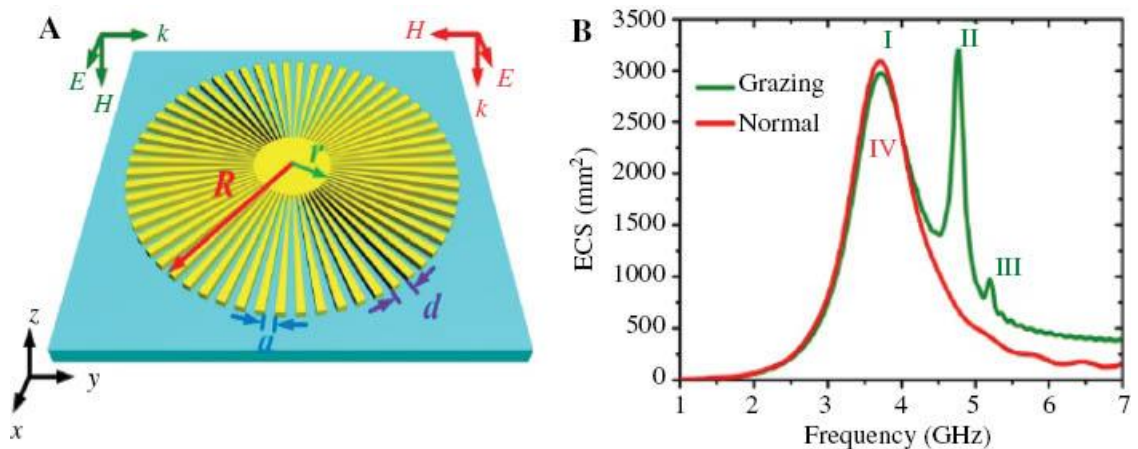 A
k
E
H
H
E
k
R
r
d
a
z
y
x
B
3500
3000
2500
2000
1500
1000
500
0
ECS (mm²)
Grazing
Normal
I
II
III
IV
1 2 3 4 5 6 7
Frequency (GHz)